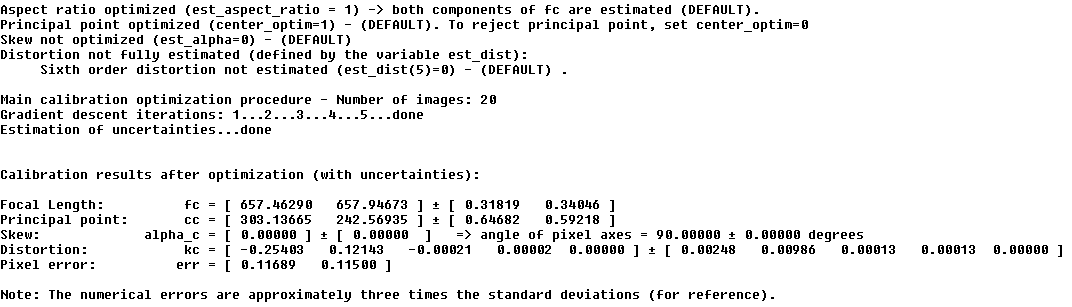 Aspect ratio optimized (est_aspect_ratio = 1) -> both components of fc are estimated (DEFAULT).
Principal point optimized (center_optim=1) - (DEFAULT). To reject principal point, set center_optim=0
Skew not optimized (est_alpha=0) - (DEFAULT)
Distortion not fully estimated (defined by the variable est_dist):
Sixth order distortion not estimated (est_dist(5)=0) - (DEFAULT) .
Main calibration optimization procedure - Number of images: 20
Gradient descent iterations: 1...2...3...4...5...done
Estimation of uncertainties...done
Calibration results after optimization (with uncertainties):
Focal Length: fc = [ 657.46290 657.94673 ] ± [ 0.31819 0.34046 ]
Principal point: cc = [ 303.13665 242.56935 ] ± [ 0.64682 0.59218 ]
Skew: alpha_c = [ 0.00000 ] ± [ 0.00000 ] => angle of pixel axes = 90.00000 ± 0.00000 degrees
Distortion: kc = [ -0.25403 0.12143 -0.00021 0.00002 0.00000 ] ± [ 0.00248 0.00986 0.00013 0.00013 0.00000 ]
Pixel error: err = [ 0.11689 0.11500 ]
Note: The numerical errors are approximately three times the standard deviations (for reference).